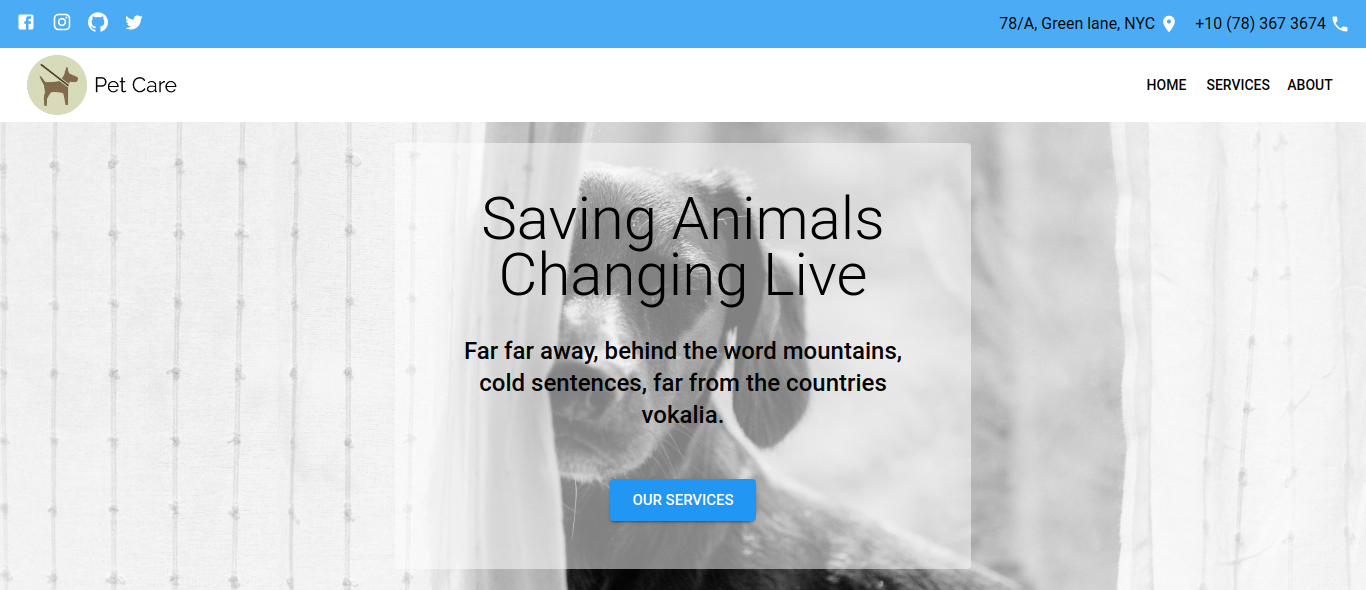 78/A, Green lane, NYC
+10 (78) 367 3674
Pet Care
HOME
SERVICES
ABOUT
Saving Animals
Changing Live
Far far away, behind the word mountains,
cold sentences, far from the countries
vokalia.
OUR SERVICES